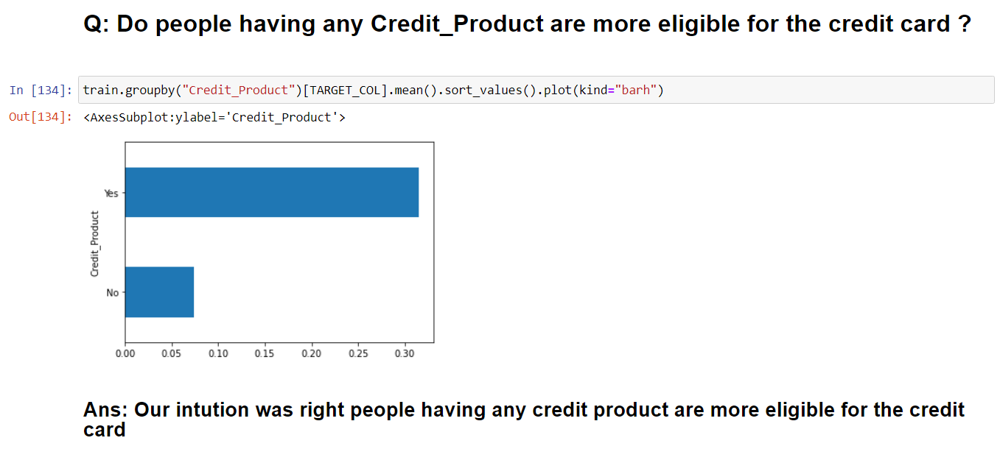 Q: Do people having any Credit_Product are more eligible for the credit card ?
In [134]: train.groupby("Credit_Product")[TARGET_COL].mean().sort_values().plot(kind="barh")
Out[134]: <AxesSubplot:ylabel='Credit_Product'>
Yes
Credit_Product
No
0.00 0.05 0.10 0.15 0.20 0.25 0.30
Ans: Our intution was right people having any credit product are more eligible for the credit
card